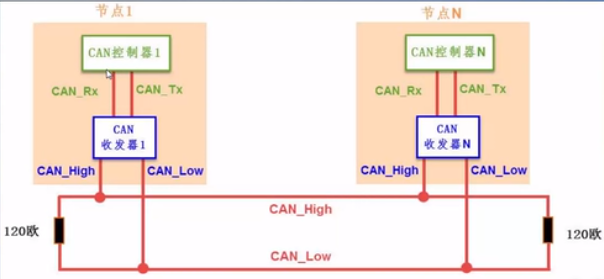 节点1
节点N
CAN控制器1
CAN控制器N
CAN_Rx
CAN_Tx
CAN_Rx
CAN_Tx
CAN
收发器1
CAN
收发器N
CAN_High
CAN_Low
CAN_High
CAN_Low
CAN_High
120欧
120欧
CAN_Low